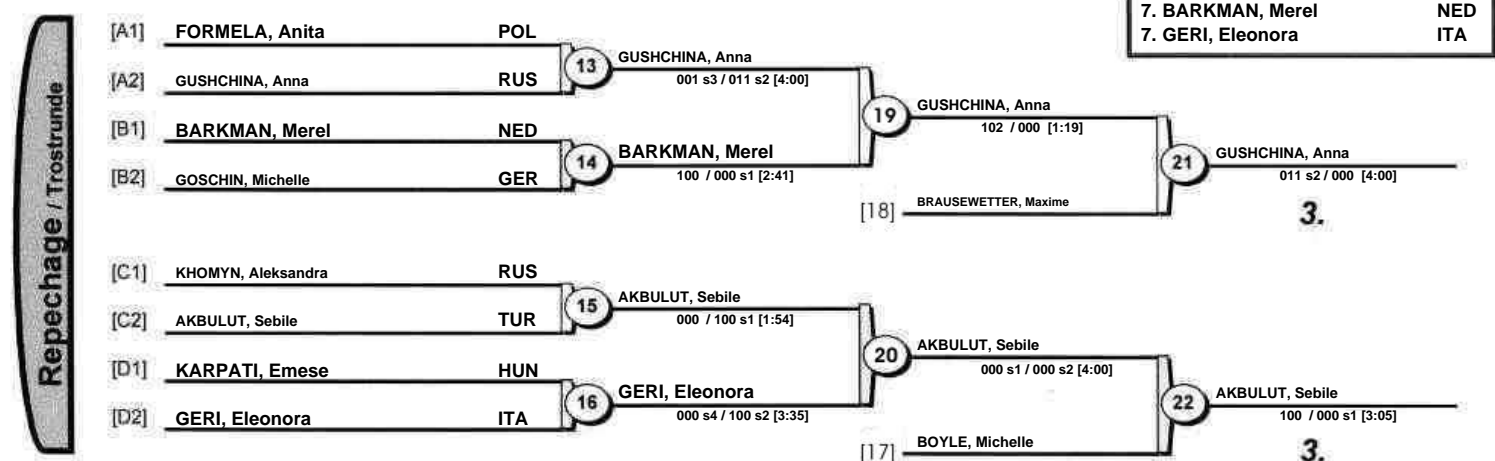 7. BARKMAN, Merel NED
7. GERI, Eleonora ITA
Repechage / Trostrunde
[A1] FORMELA, Anita POL
[A2] GUSHCHINA, Anna RUS
13 GUSHCHINA, Anna
001 s3 / 011 s2 [4:00]
[B1] BARKMAN, Merel NED
[B2] GOSCHIN, Michelle GER
14 BARKMAN, Merel
100 / 000 s1 [2:41]
19 GUSHCHINA, Anna
102 / 000 [1:19]
[18] BRAUSEWETTER, Maxime
21 GUSHCHINA, Anna
011 s2 / 000 [4:00]
3.
[C1] KHOMYN, Aleksandra RUS
[C2] AKBULUT, Sebile TUR
15 AKBULUT, Sebile
000 / 100 s1 [1:54]
[D1] KARPATI, Emese HUN
[D2] GERI, Eleonora ITA
16 GERI, Eleonora
000 s4 / 100 s2 [3:35]
20 AKBULUT, Sebile
000 s1 / 000 s2 [4:00]
[17] BOYLE, Michelle
22 AKBULUT, Sebile
100 / 000 s1 [3:05]
3.